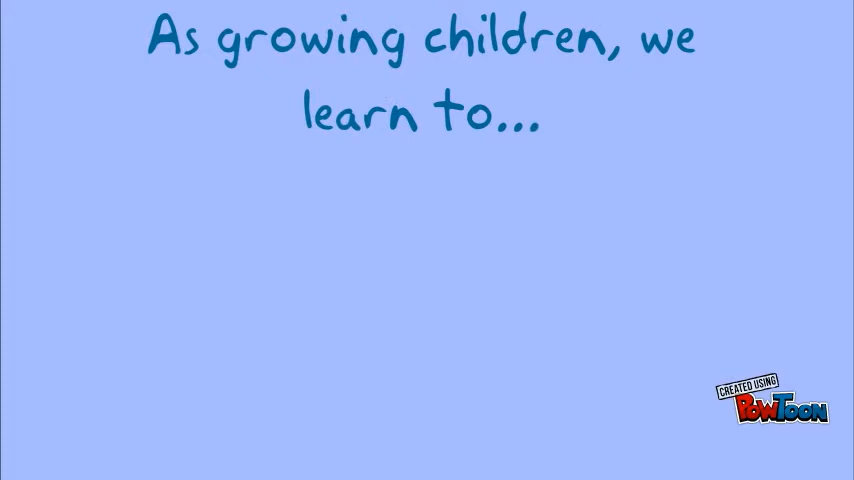 As growing children, we
learn to...
CREATED USING
POWTOON